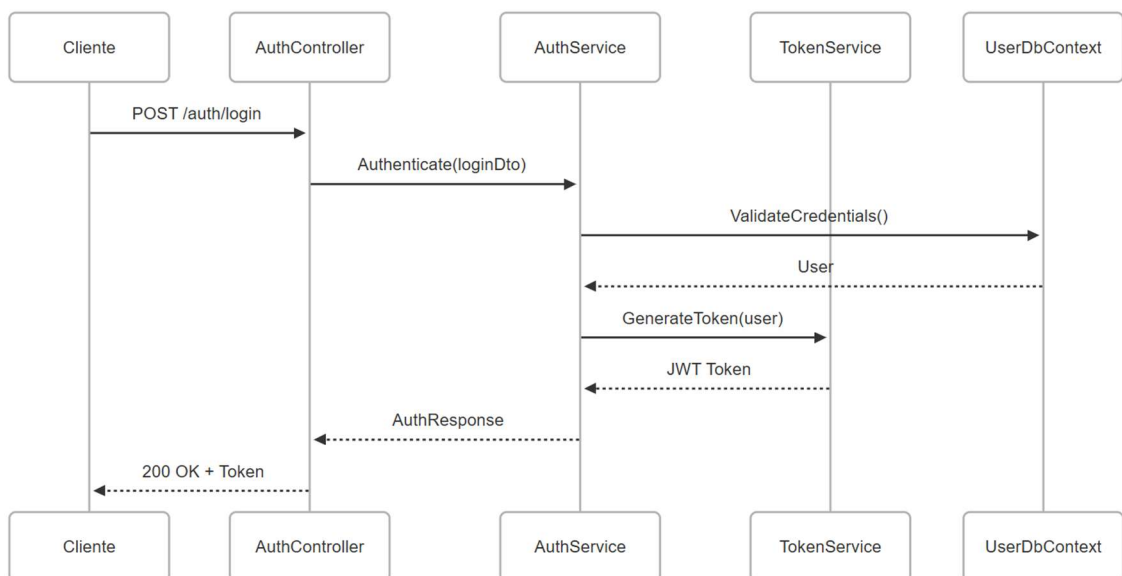 Cliente
AuthController
AuthService
TokenService
UserDbContext
POST /auth/login
Authenticate(loginDto)
ValidateCredentials()
User
GenerateToken(user)
JWT Token
AuthResponse
200 OK + Token
Cliente
AuthController
AuthService
TokenService
UserDbContext